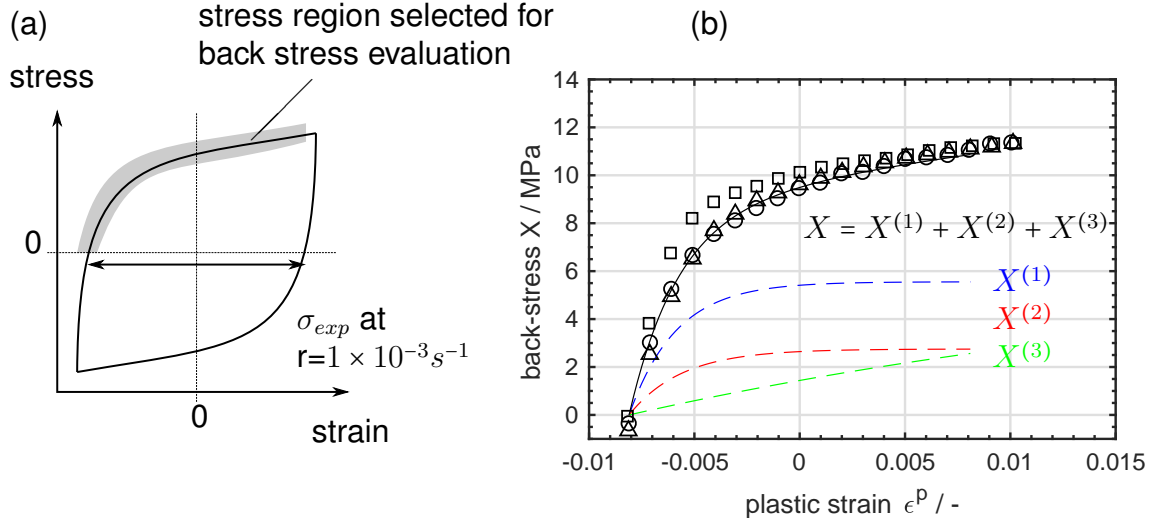 (a)
stress region selected for
back stress evaluation
stress
0
σ_{exp} at
r=1 × 10^{−3}s^{−1}
0
strain
(b)
14
12
10
8
6
4
2
0
back-stress X / MPa
X = X^{(1)} + X^{(2)} + X^{(3)}
X^{(1)}
X^{(2)}
X^{(3)}
-0.01 -0.005 0 0.005 0.01 0.015
plastic strain ϵ^p / -